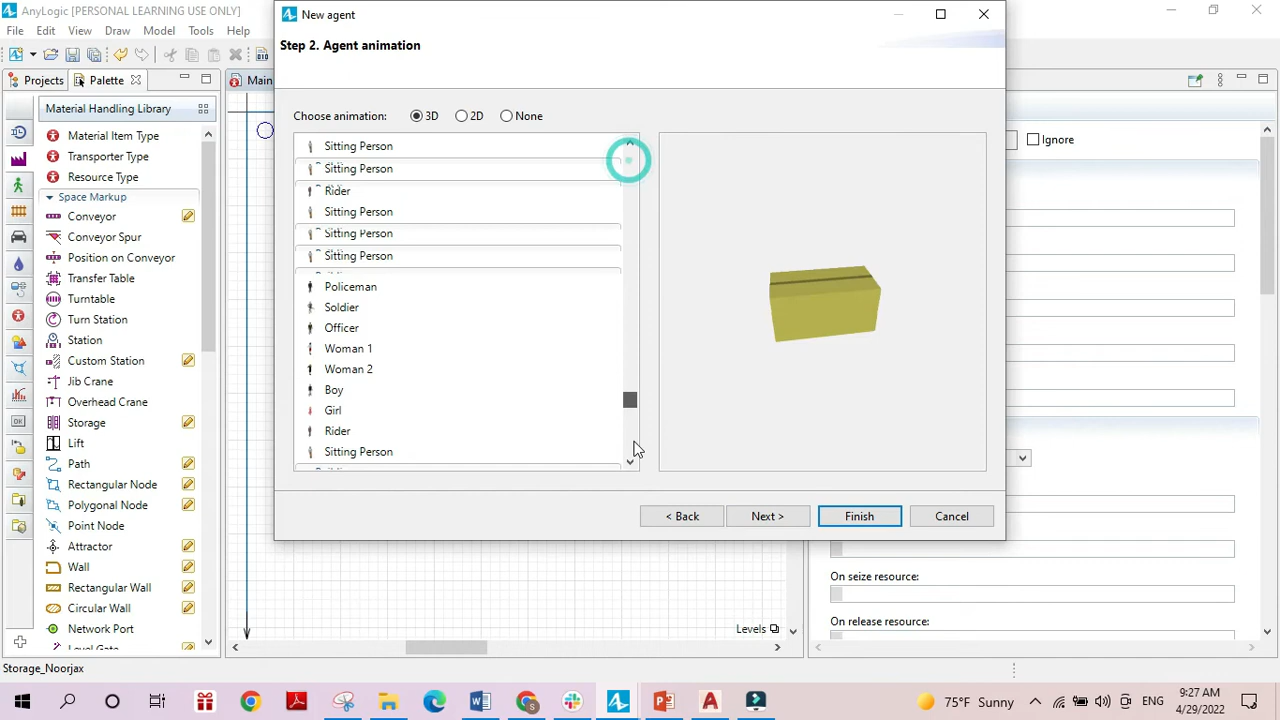 AnyLogic [PERSONAL LEARNING USE ONLY]
File Edit View Draw Model Tools Help
Projects Palette Main
Material Handling Library
Material Item Type
Transporter Type
Resource Type
Space Markup
Conveyor
Conveyor Spur
Position on Conveyor
Transfer Table
Turntable
Turn Station
Station
Custom Station
Jib Crane
Overhead Crane
Storage
Lift
Path
Rectangular Node
Polygonal Node
Point Node
Attractor
Wall
Rectangular Wall
Circular Wall
Network Port
Storage_Noorjax
New agent
Step 2. Agent animation
Choose animation: 3D 2D None
Sitting Person
Sitting Person
Rider
Sitting Person
Sitting Person
Sitting Person
Policeman
Soldier
Officer
Woman 1
Woman 2
Boy
Girl
Rider
Sitting Person
< Back Next > Finish Cancel
Levels
Ignore
On seize resource:
On release resource:
75°F Sunny ENG 9:27 AM
4/29/2022